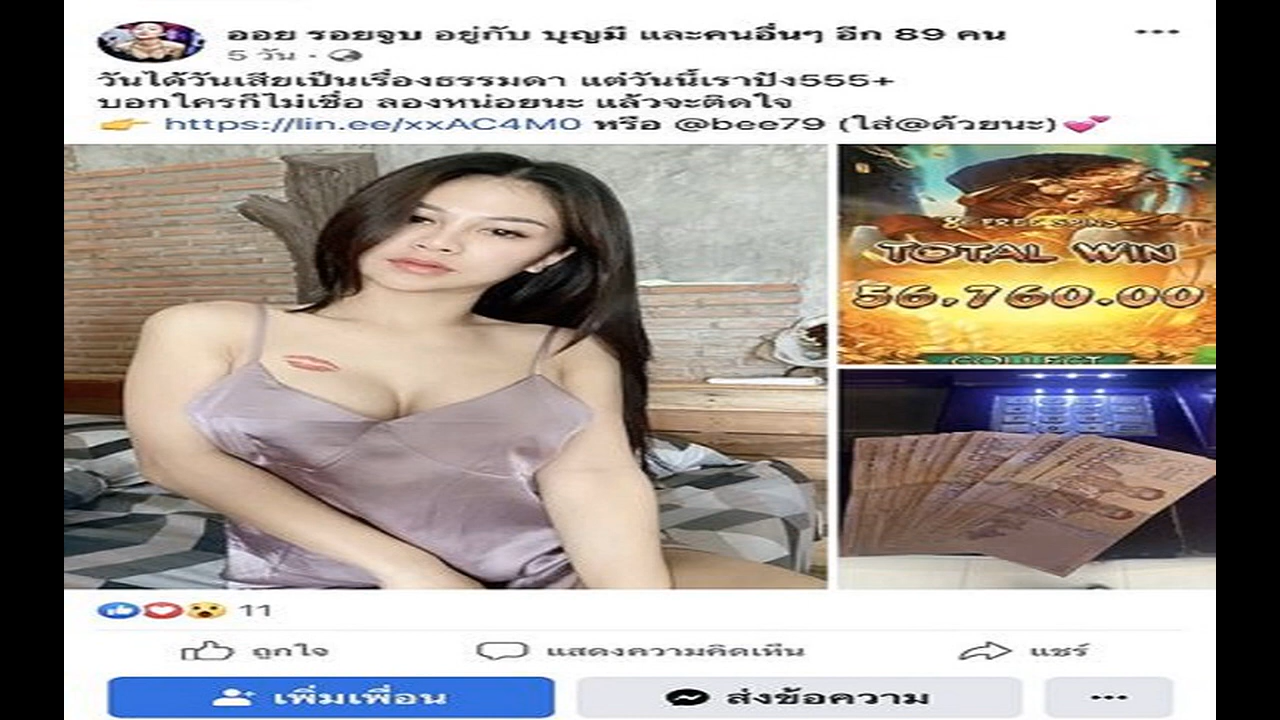 ออย รอยจูบ อยู่กับ บุญมี และคนอื่นๆ อีก 89 คน
5 วัน ·
วันได้วันเสียเป็นเรื่องธรรมดา แต่วันนี้เราปัง555+
บอกใครก็ไม่เชื่อ ลองหน่อยนะ แล้วจะติดใจ
👉 https://lin.ee/xxAC4M0 หรือ @bee79 (ใส่@ด้วยนะ)💕
8 FREE SPINS
TOTAL WIN
56,760.00
COLLECT
11
ถูกใจ
แสดงความคิดเห็น
แชร์
เพิ่มเพื่อน
ส่งข้อความ